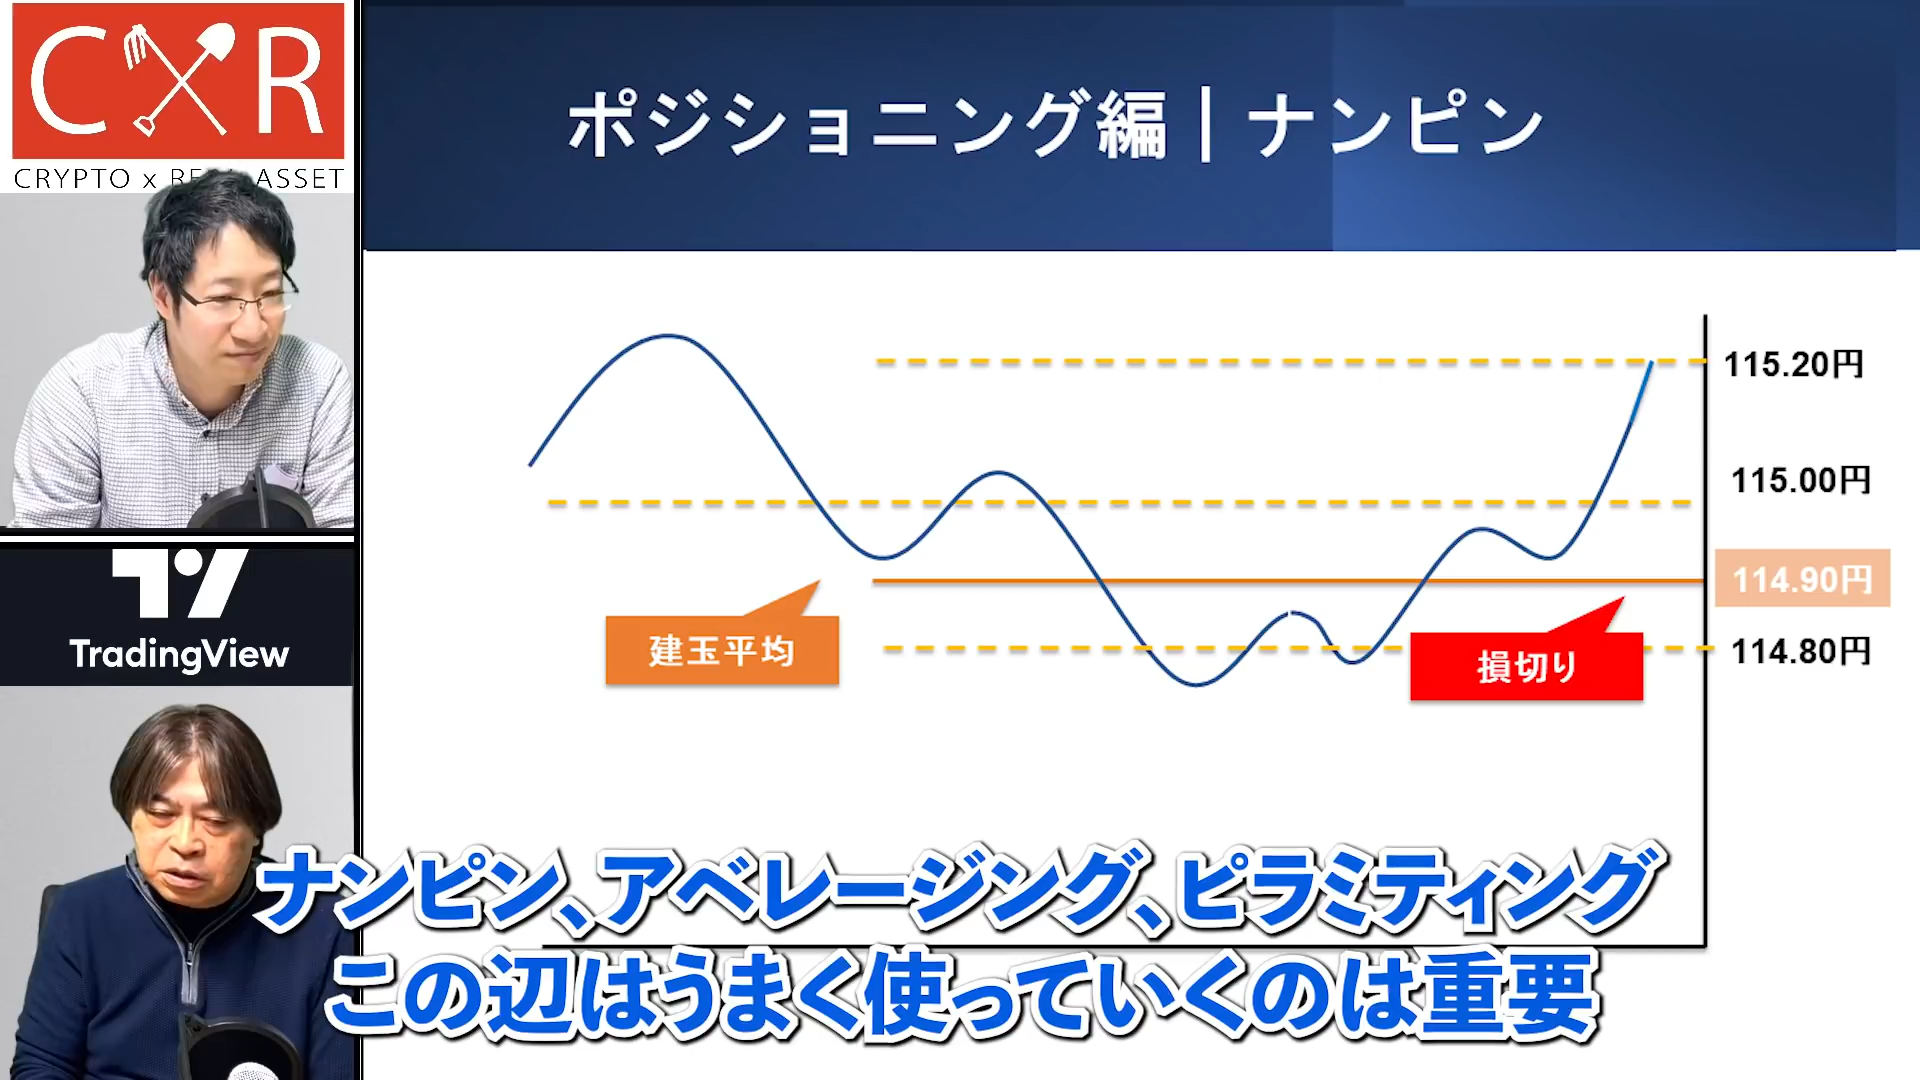 CXR
CRYPTO x RE ASSET
ポジショニング編｜ナンピン
115.20円
115.00円
114.90円
114.80円
建玉平均
損切り
TradingView
ナンピン、アベレージング、ピラミティング
この辺はうまく使っていくのは重要